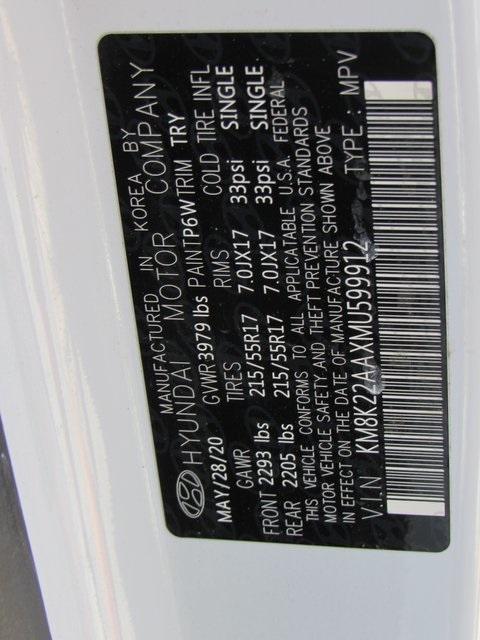 MANUFACTURED IN KOREA BY
HYUNDAI MOTOR COMPANY
MAY/28/20 GVWR 3979 lbs PAINT P6W TRIM TRY
GAWR TIRES RIMS COLD TIRE INFL
FRONT 2293 lbs 215/55R17 7.0JX17 33psi SINGLE
REAR 2205 lbs 215/55R17 7.0JX17 33psi SINGLE
THIS VEHICLE CONFORMS TO ALL APPLICABLE U.S.A. FEDERAL
MOTOR VEHICLE SAFETY AND THEFT PREVENTION STANDARDS
IN EFFECT ON THE DATE OF MANUFACTURE SHOWN ABOVE
VIN KM8K22AAXMU599912 TYPE : MPV